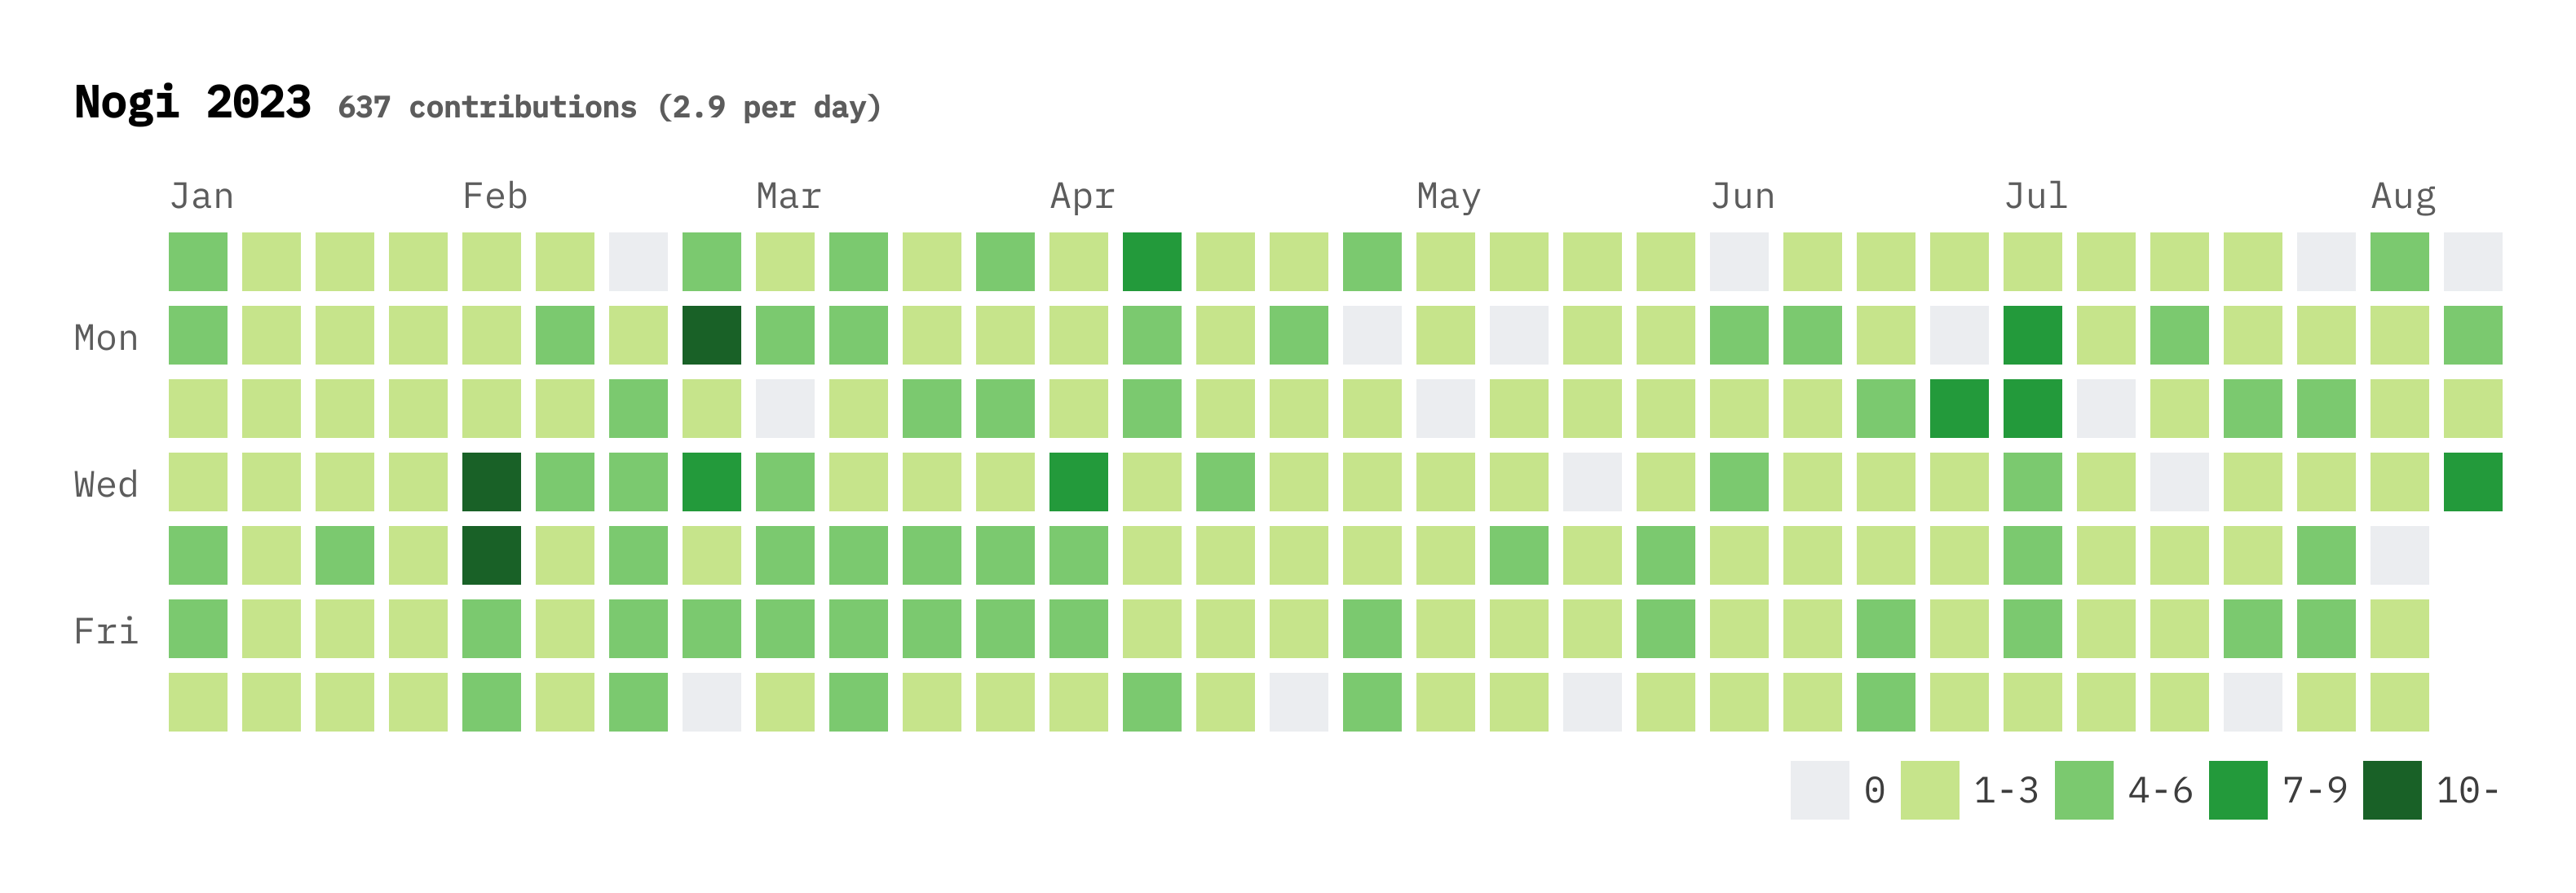 Nogi 2023 637 contributions (2.9 per day)
Jan Feb Mar Apr May Jun Jul Aug
Mon
Wed
Fri
0 1-3 4-6 7-9 10-